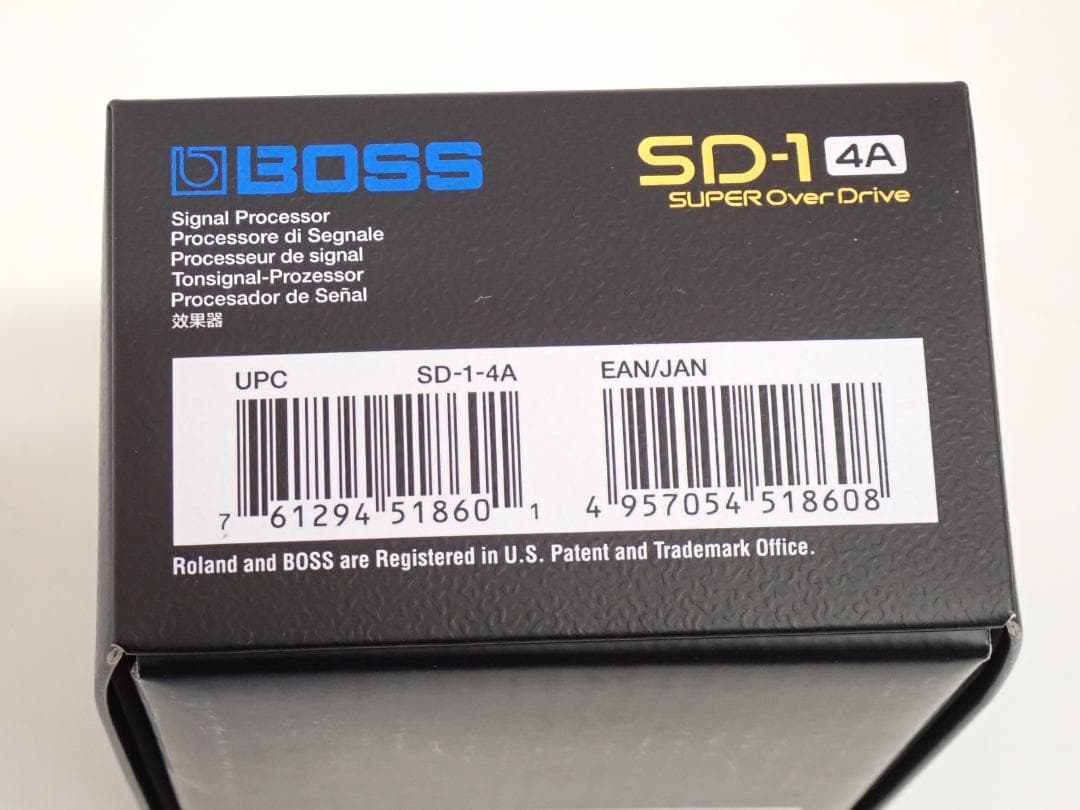 BOSS
SD-1 4A
SUPER Over Drive
Signal Processor
Processore di Segnale
Processeur de signal
Tonsignal-Prozessor
Procesador de Señal
效果器
UPC SD-1-4A
7 61294 51860 1
EAN/JAN
4 957054 518608
Roland and BOSS are Registered in U.S. Patent and Trademark Office.